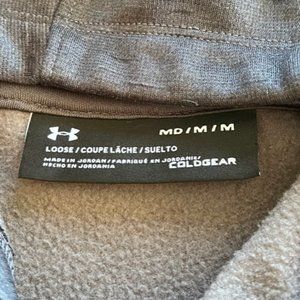 MD / M / M
LOOSE / COUPE LÂCHE / SUELTO
MADE IN JORDAN / FABRIQUÉ EN JORDANIE /
HECHO EN JORDANIA
COLDGEAR